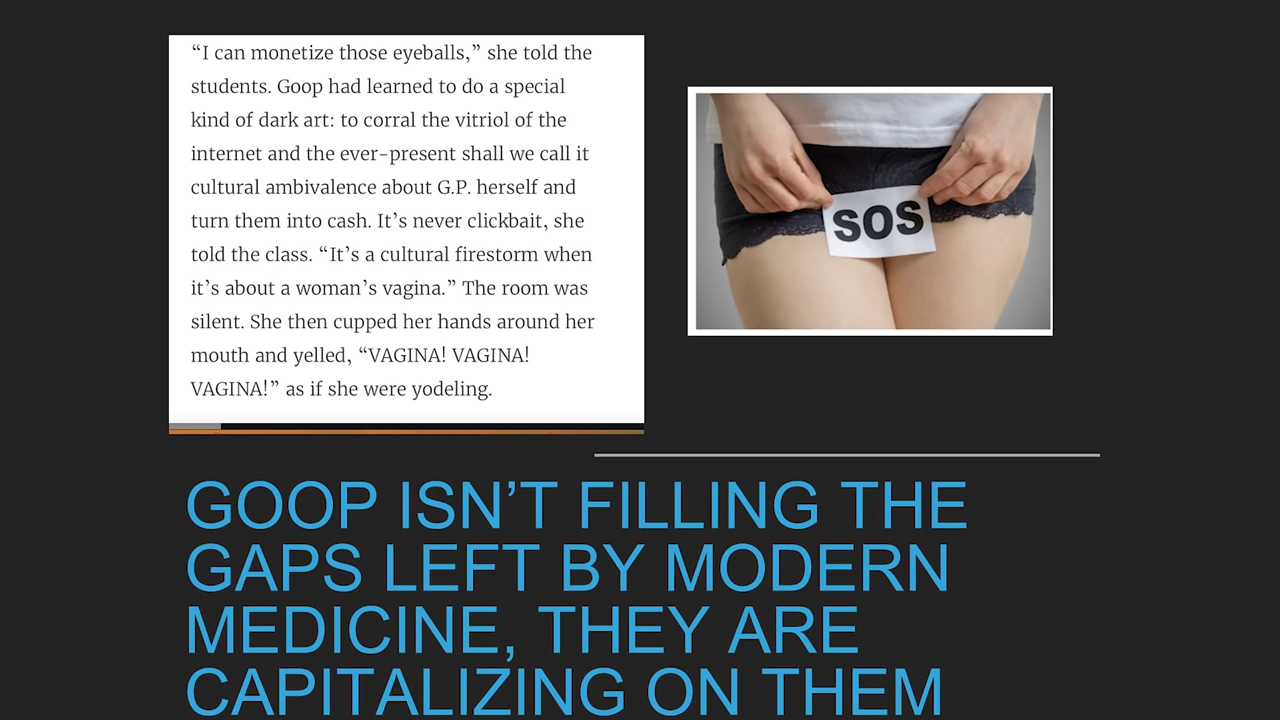 “I can monetize those eyeballs,” she told the
students. Goop had learned to do a special
kind of dark art: to corral the vitriol of the
internet and the ever-present shall we call it
cultural ambivalence about G.P. herself and
turn them into cash. It’s never clickbait, she
told the class. “It’s a cultural firestorm when
it’s about a woman’s vagina.” The room was
silent. She then cupped her hands around her
mouth and yelled, “VAGINA! VAGINA!
VAGINA!” as if she were yodeling.
SOS
GOOP ISN’T FILLING THE
GAPS LEFT BY MODERN
MEDICINE, THEY ARE
CAPITALIZING ON THEM